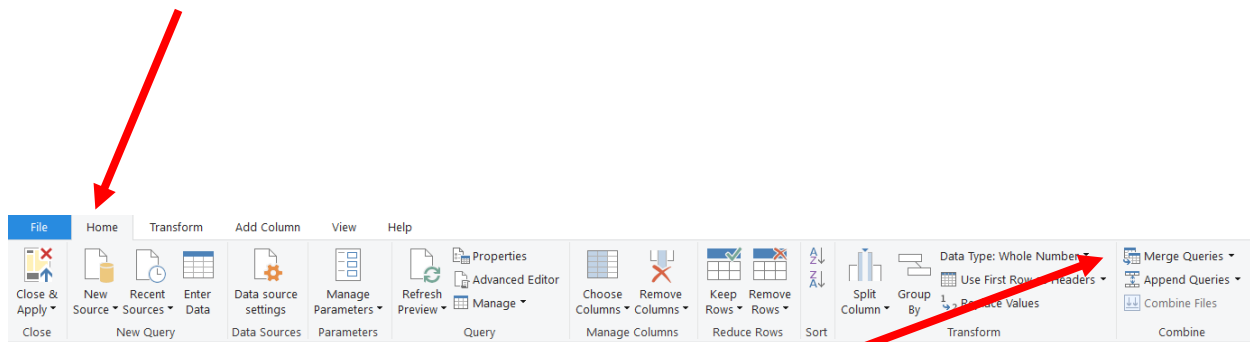 File Home Transform Add Column View Help
Close &
Apply
Close
New
Source
Recent
Sources
Enter
Data
New Query
Data source
settings
Data Sources
Manage
Parameters
Parameters
Refresh
Preview
Properties
Advanced Editor
Manage
Query
Choose
Columns
Remove
Columns
Manage Columns
Keep
Rows
Remove
Rows
Reduce Rows
A
Z
Z
A
Sort
Split
Column
Group
By
Data Type: Whole Number
Use First Row Headers
1
2
Values
Transform
Merge Queries
Append Queries
Combine Files
Combine